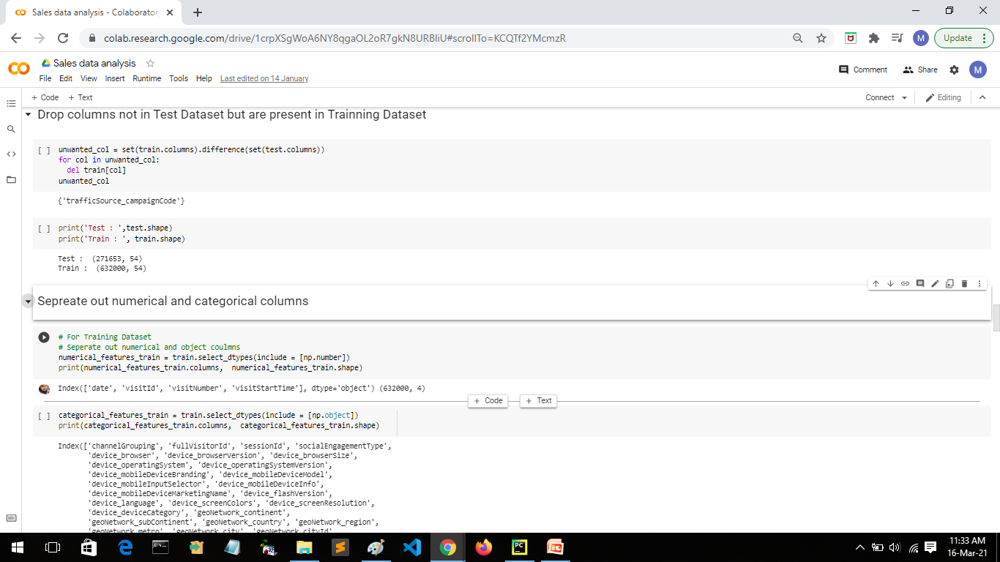 Sales data analysis - Colaboratory
colab.research.google.com/drive/1crpXSgWoA6NY8qgaOL2oR7gkN8URBIiU#scrollTo=KCQTf2YMcmzR
M
Update
Sales data analysis
File Edit View Insert Runtime Tools Help Last edited on 14 January
Comment Share M
+ Code + Text
Connect Editing
Drop columns not in Test Dataset but are present in Trainning Dataset
[ ] unwanted_col = set(train.columns).difference(set(test.columns))
for col in unwanted_col:
del train[col]
unwanted_col
{'trafficSource_campaignCode'}
[ ] print('Test : ',test.shape)
print('Train : ', train.shape)
Test : (271653, 54)
Train : (632000, 54)
Sepreate out numerical and categorical columns
# For Training Dataset
# Seperate out numerical and object coulmns
numerical_features_train = train.select_dtypes(include = [np.number])
print(numerical_features_train.columns, numerical_features_train.shape)
Index(['date', 'visitId', 'visitNumber', 'visitStartTime'], dtype='object') (632000, 4)
+ Code + Text
[ ] categorical_features_train = train.select_dtypes(include = [np.object])
print(categorical_features_train.columns, categorical_features_train.shape)
Index(['channelGrouping', 'fullVisitorId', 'sessionId', 'socialEngagementType',
'device_browser', 'device_browserVersion', 'device_browserSize',
'device_operatingSystem', 'device_operatingSystemVersion',
'device_mobileDeviceBranding', 'device_mobileDeviceModel',
'device_mobileInputSelector', 'device_mobileDeviceInfo',
'device_mobileDeviceMarketingName', 'device_flashVersion',
'device_language', 'device_screenColors', 'device_screenResolution',
'device_deviceCategory', 'geoNetwork_continent',
'geoNetwork_subContinent', 'geoNetwork_country', 'geoNetwork_region',
'geoNetwork_metro', 'geoNetwork_city', 'geoNetwork_cityId',
11:33 AM
16-Mar-21